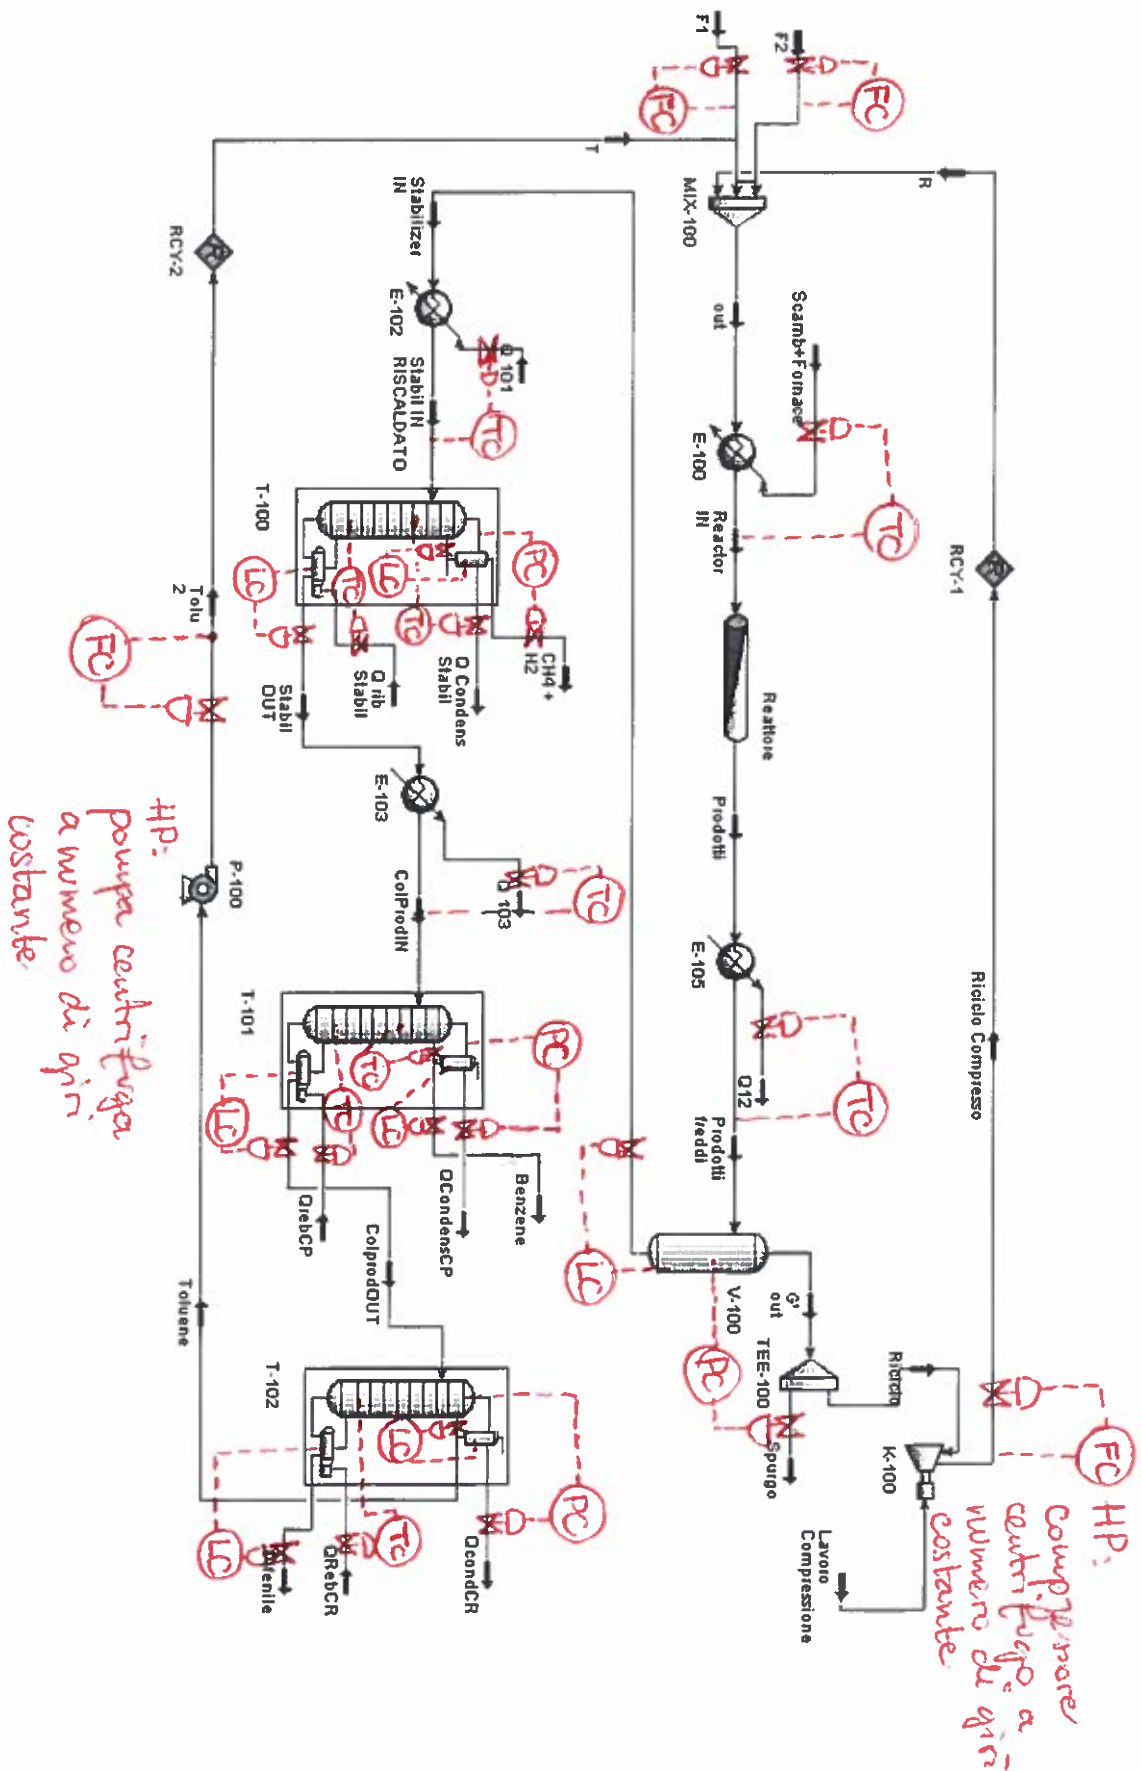 HP:
Compressore
centrifugo a
numero di giri
costante
RCY-1
Riciclo Compresso
R
FC
K-100
Lavoro
Compressione
Riciclo
F2
FC
F1
FC
MIX-100
out
Scamb+Fornace
TC
E-100
Reactor
IN
Reattore
Prodotti
E-105
TC
Q12
Prodotti
freddi
V-100
G'
out
TEE-100
PC
Spurgo
LC
T
Stabilizer
IN
E-102
Q 101
TC
Stabil IN
RISCALDATO
T-100
PC
LC
TC
TC
LC
CH4 +
H2
Q Condens
Stabil
Q rib
Stabil
Stabil
OUT
E-103
TC
103
ColProdIN
T-101
PC
TC
TC
LC
LC
Benzene
QCondensCP
QrebCP
ColprodOUT
T-102
PC
LC
TC
LC
QcondCR
QRebCR
Difenile
RCY-2
Tolu
2
FC
P-100
Toluene
HP:
pompa centrifuga
a numero di giri
costante